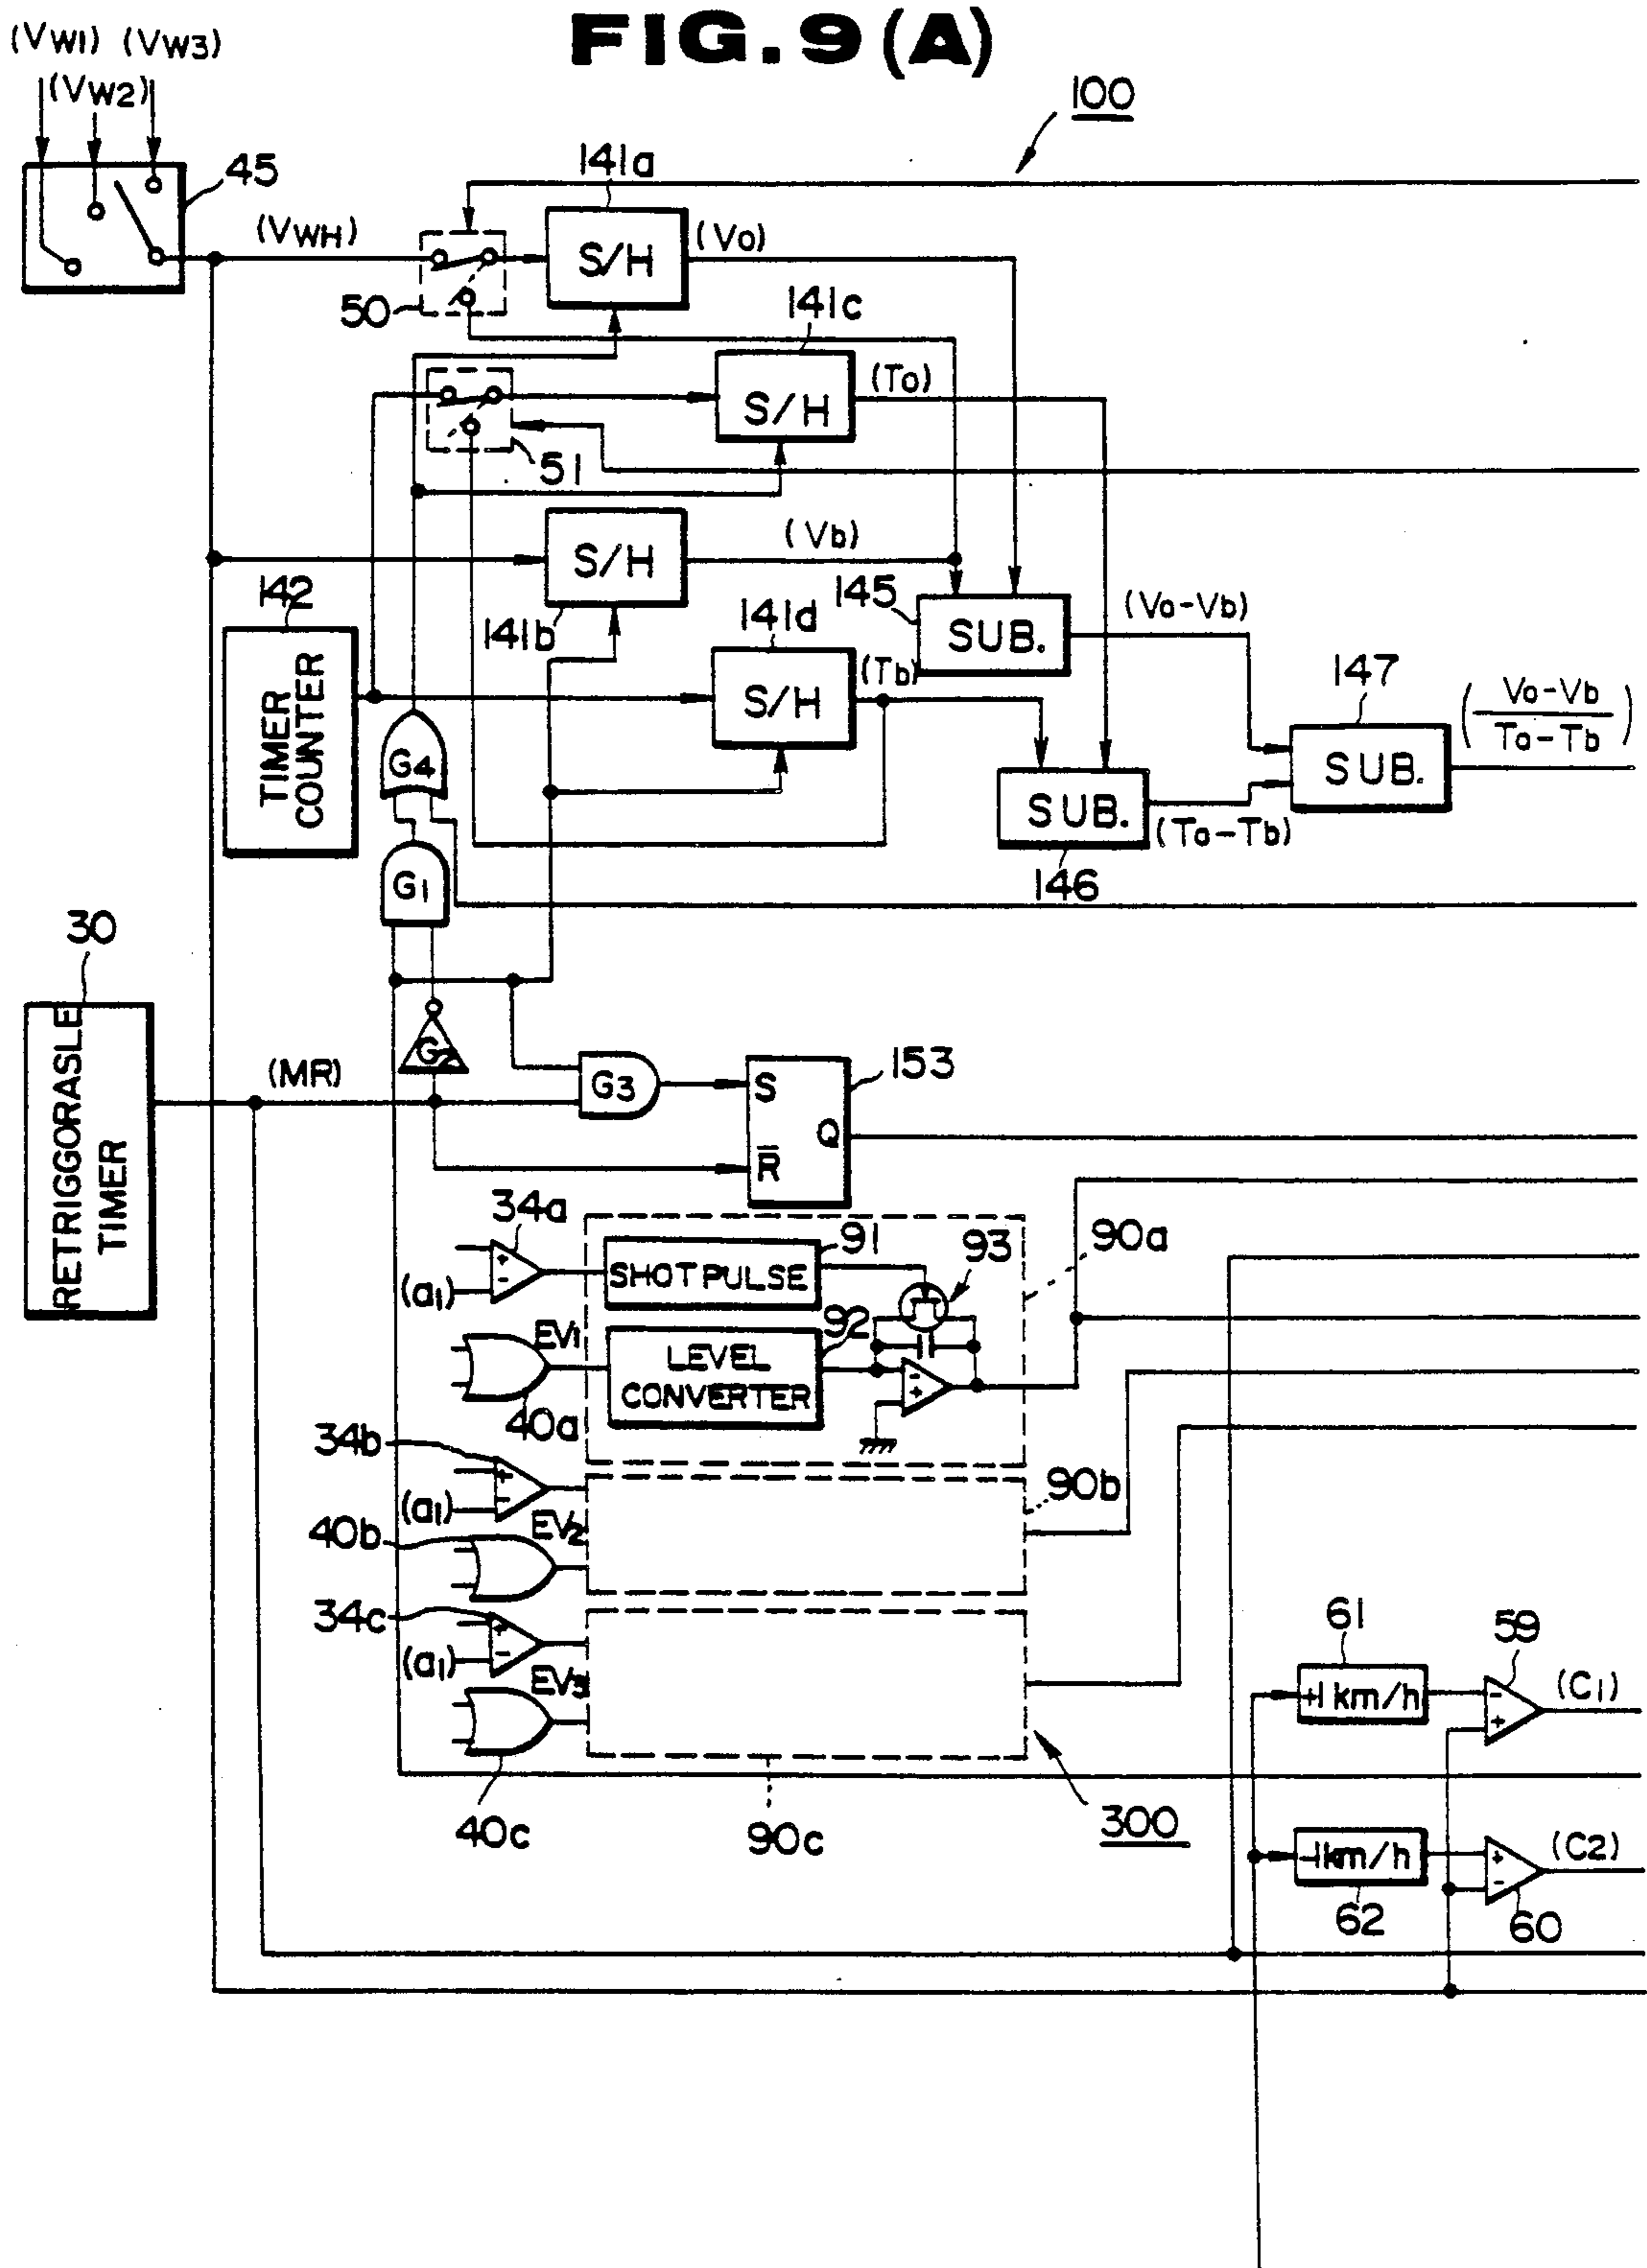 FIG. 9 (A)
(VW1) (VW3)
(VW2)
100
45
141a
(VWH)
S/H
(Vo)
50
141c
(To)
S/H
51
(Vb)
S/H
142
141b
141d
145
SUB.
(Vo-Vb)
TIMER
COUNTER
(Tb)
S/H
147
SUB.
(Vo-Vb
To-Tb)
G4
SUB.
(To-Tb)
146
G1
30
RETRIGGORASLE
TIMER
G2
(MR)
G3
153
S
Q
R̅
34a
91
93
90a
SHOT PULSE
(a1)
EV1
92
LEVEL
CONVERTER
40a
34b
(a1)
90b
40b
EV2
34c
(a1)
EV3
40c
90c
300
61
59
+1km/h
(C1)
-1km/h
(C2)
62
60
+
-
+
-
+
-
-
+
-
+
+
-